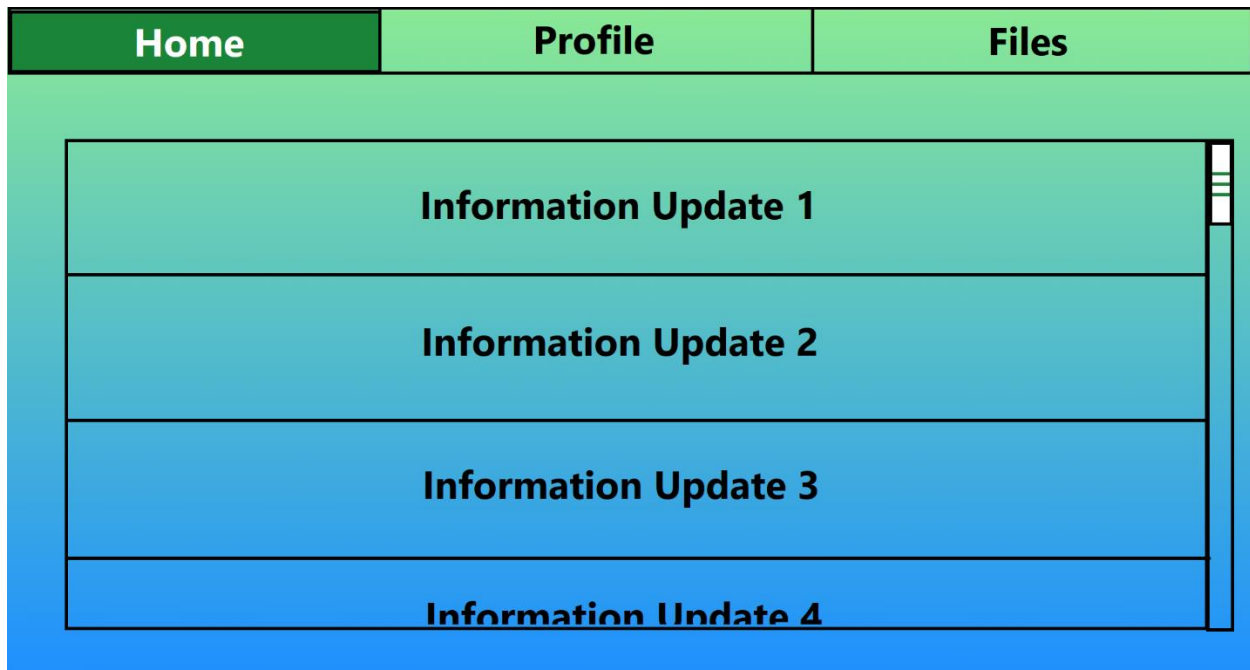 Home Profile Files
Information Update 1
Information Update 2
Information Update 3
Information Update 4